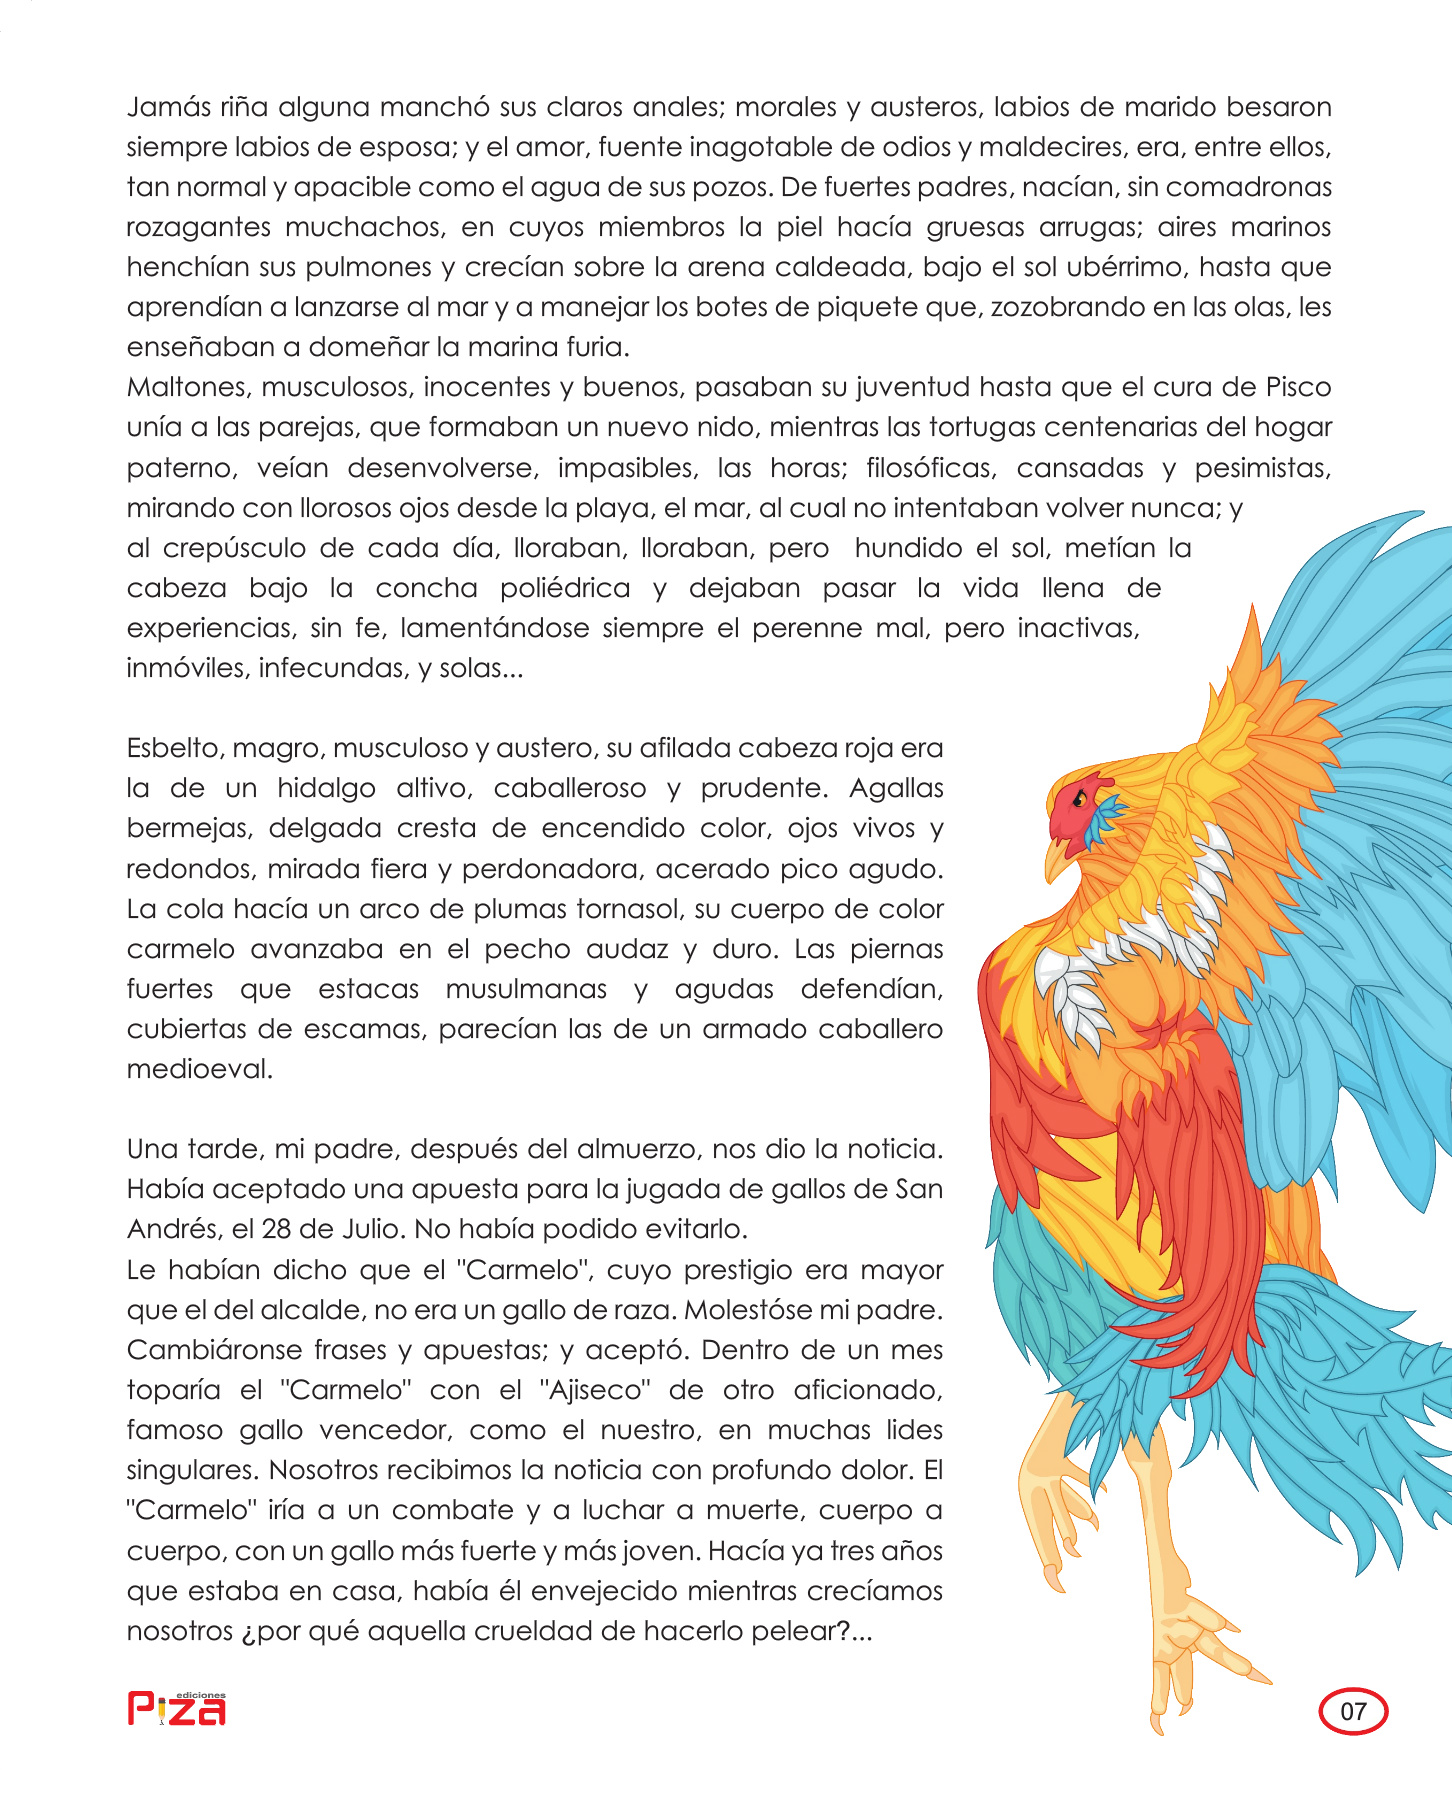 Jamás riña alguna manchó sus claros anales; morales y austeros, labios de marido besaron
siempre labios de esposa; y el amor, fuente inagotable de odios y maldecires, era, entre ellos,
tan normal y apacible como el agua de sus pozos. De fuertes padres, nacían, sin comadronas
rozagantes muchachos, en cuyos miembros la piel hacía gruesas arrugas; aires marinos
henchían sus pulmones y crecían sobre la arena caldeada, bajo el sol ubérrimo, hasta que
aprendían a lanzarse al mar y a manejar los botes de piquete que, zozobrando en las olas, les
enseñaban a domeñar la marina furia.
Maltones, musculosos, inocentes y buenos, pasaban su juventud hasta que el cura de Pisco
unía a las parejas, que formaban un nuevo nido, mientras las tortugas centenarias del hogar
paterno, veían desenvolverse, impasibles, las horas; filosóficas, cansadas y pesimistas,
mirando con llorosos ojos desde la playa, el mar, al cual no intentaban volver nunca; y
al crepúsculo de cada día, lloraban, lloraban, pero hundido el sol, metían la
cabeza bajo la concha poliédrica y dejaban pasar la vida llena de
experiencias, sin fe, lamentándose siempre el perenne mal, pero inactivas,
inmóviles, infecundas, y solas...
Esbelto, magro, musculoso y austero, su afilada cabeza roja era
la de un hidalgo altivo, caballeroso y prudente. Agallas
bermejas, delgada cresta de encendido color, ojos vivos y
redondos, mirada fiera y perdonadora, acerado pico agudo.
La cola hacía un arco de plumas tornasol, su cuerpo de color
carmelo avanzaba en el pecho audaz y duro. Las piernas
fuertes que estacas musulmanas y agudas defendían,
cubiertas de escamas, parecían las de un armado caballero
medioeval.
Una tarde, mi padre, después del almuerzo, nos dio la noticia.
Había aceptado una apuesta para la jugada de gallos de San
Andrés, el 28 de Julio. No había podido evitarlo.
Le habían dicho que el "Carmelo", cuyo prestigio era mayor
que el del alcalde, no era un gallo de raza. Molestóse mi padre.
Cambiáronse frases y apuestas; y aceptó. Dentro de un mes
toparía el "Carmelo" con el "Ajiseco" de otro aficionado,
famoso gallo vencedor, como el nuestro, en muchas lides
singulares. Nosotros recibimos la noticia con profundo dolor. El
"Carmelo" iría a un combate y a luchar a muerte, cuerpo a
cuerpo, con un gallo más fuerte y más joven. Hacía ya tres años
que estaba en casa, había él envejecido mientras crecíamos
nosotros ¿por qué aquella crueldad de hacerlo pelear?...
ediciones
Piza
07